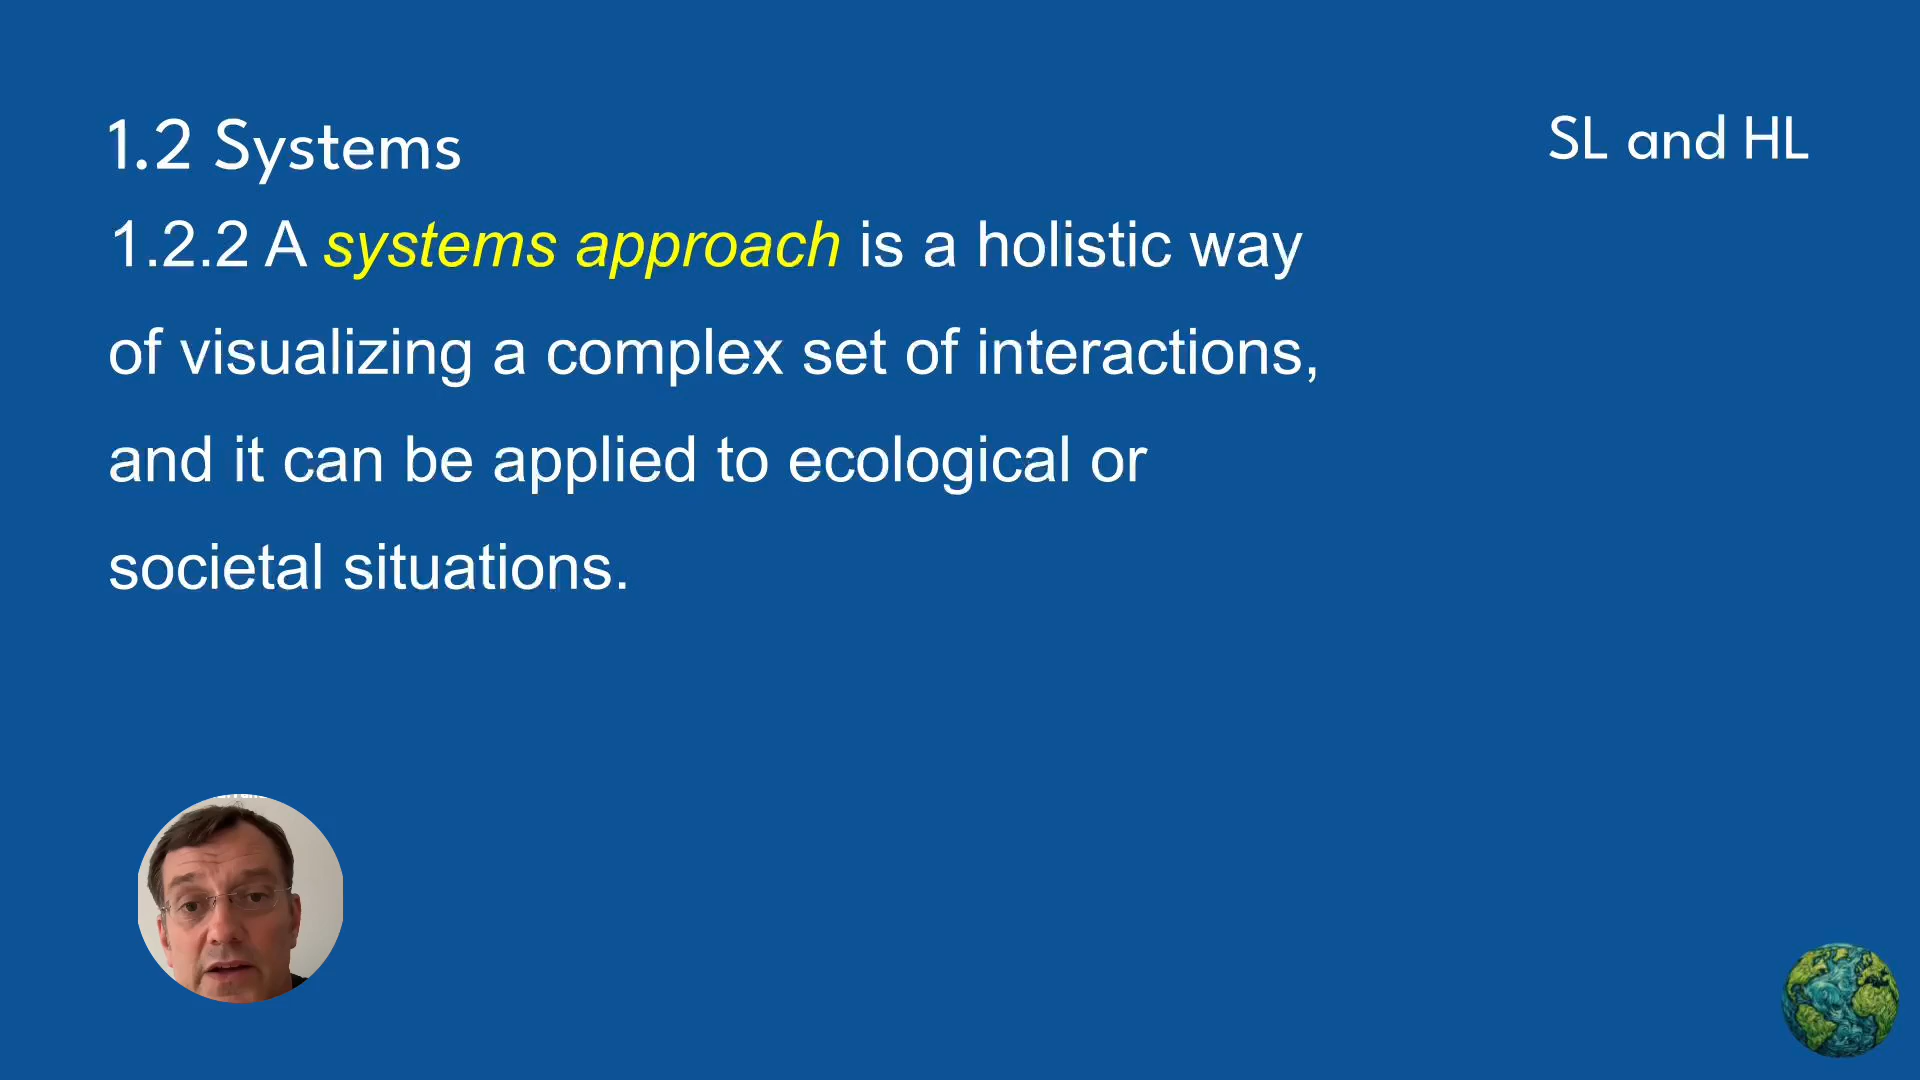 1.2 Systems
SL and HL
1.2.2 A systems approach is a holistic way
of visualizing a complex set of interactions,
and it can be applied to ecological or
societal situations.